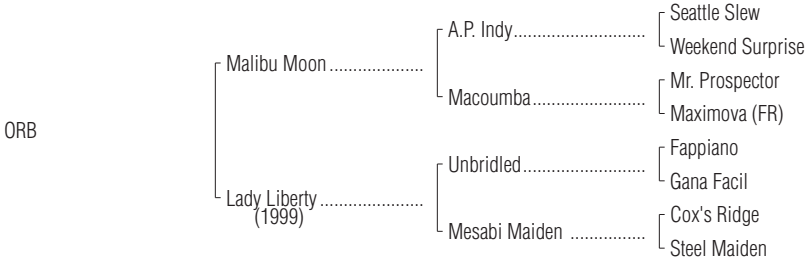 Seattle Slew
A.P. Indy..............................
Weekend Surprise
Malibu Moon .....................
Mr. Prospector
Macoumba.........................
Maximova (FR)
ORB
Fappiano
Unbridled...........................
Gana Facil
Lady Liberty .......................
(1999)
Cox's Ridge
Mesabi Maiden .................
Steel Maiden